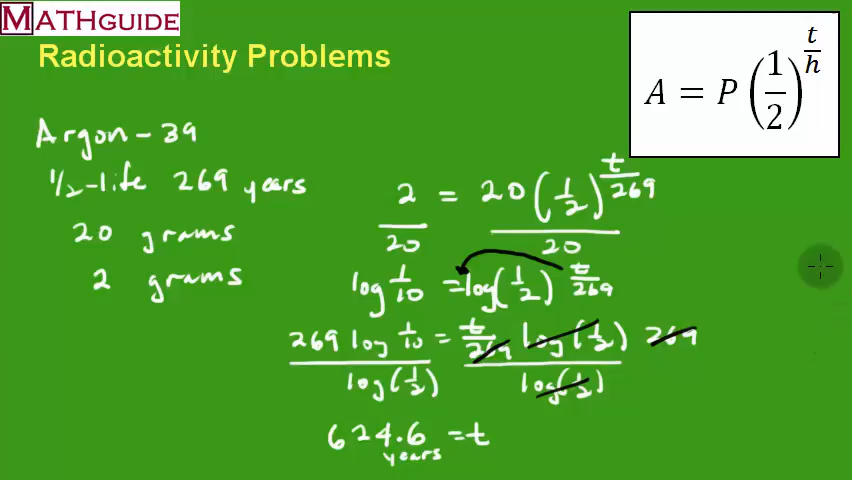 MATHGUIDE
Radioactivity Problems
A = P(1/2)^(t/h)
Argon-39
1/2-life 269 years
20 grams
2 grams
2/20 = 20(1/2)^(t/269)/20
log 1/10 = log(1/2)^(t/269)
269 log 1/10 / log(1/2) = t/269 log(1/2) 269 / log(1/2)
624.6 years = t